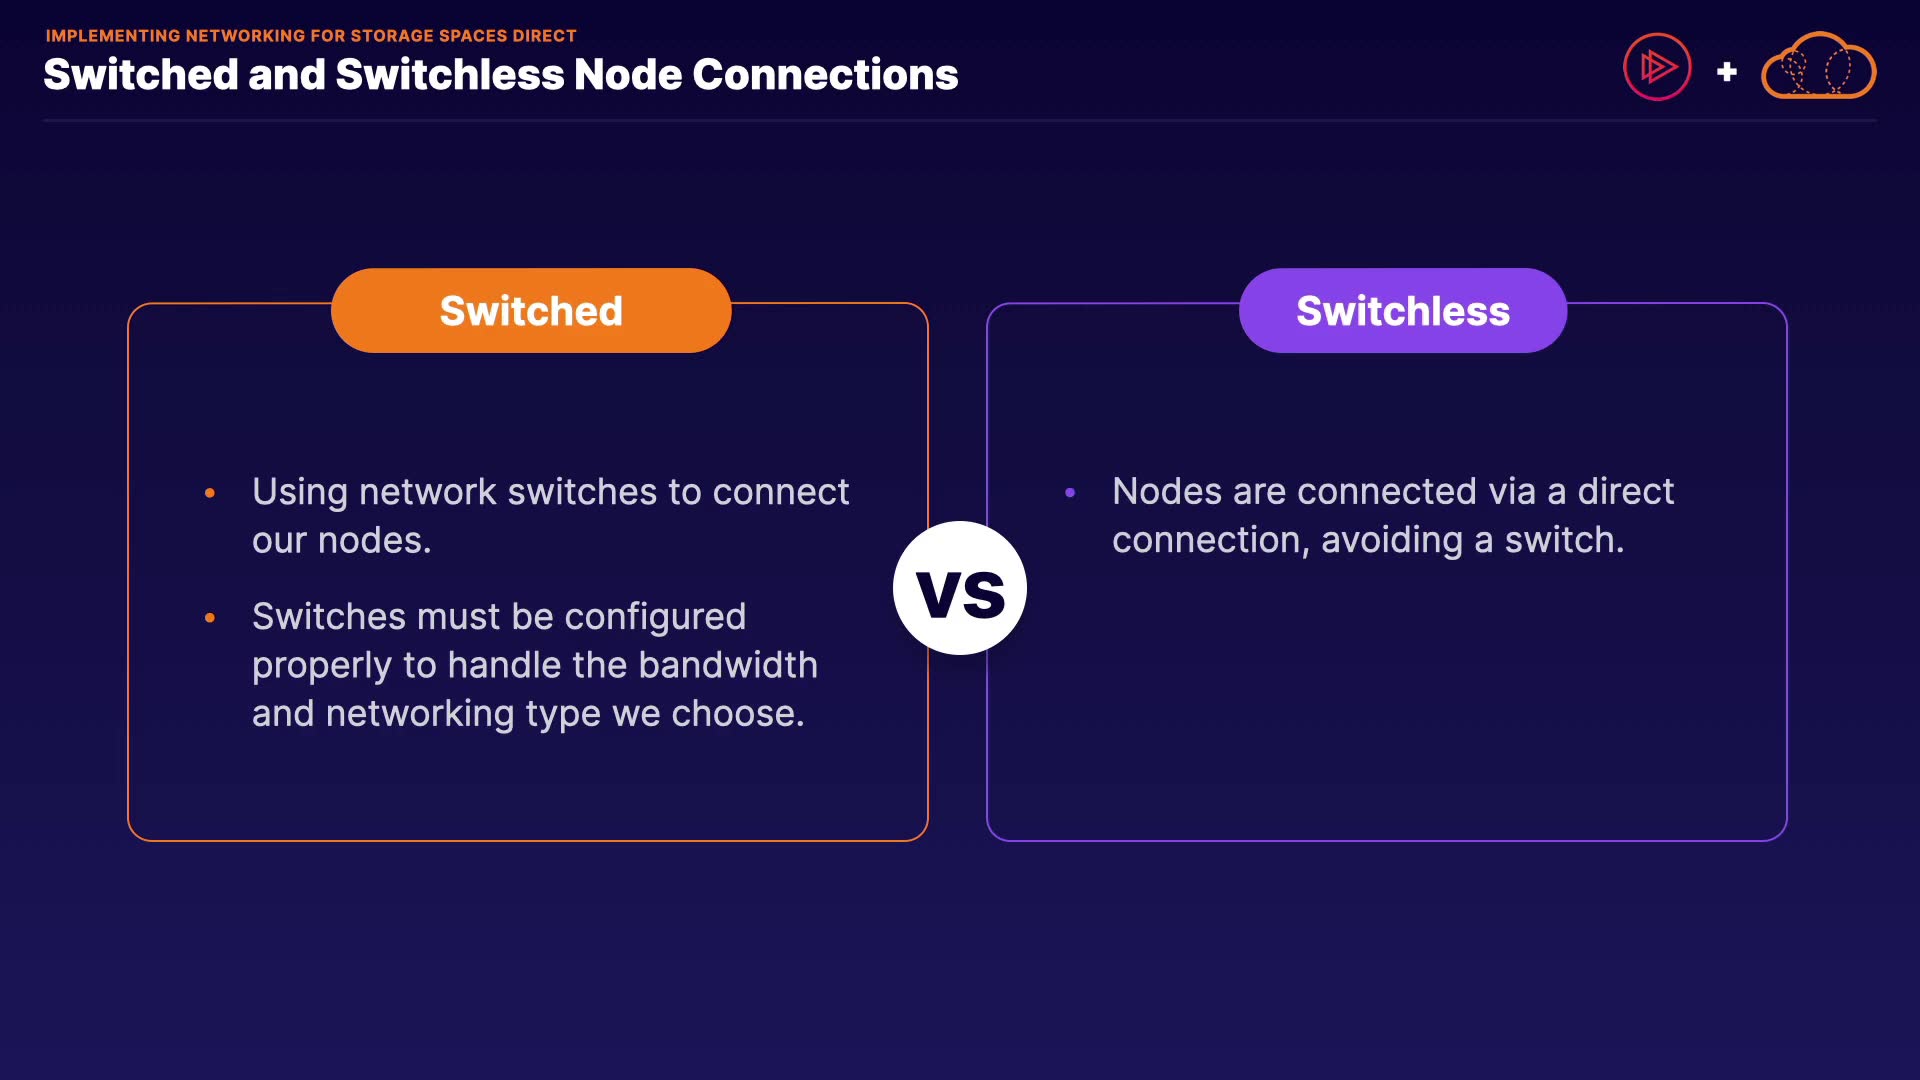 IMPLEMENTING NETWORKING FOR STORAGE SPACES DIRECT
Switched and Switchless Node Connections
+
Switched
• Using network switches to connect
our nodes.
• Switches must be configured
properly to handle the bandwidth
and networking type we choose.
vs
Switchless
• Nodes are connected via a direct
connection, avoiding a switch.